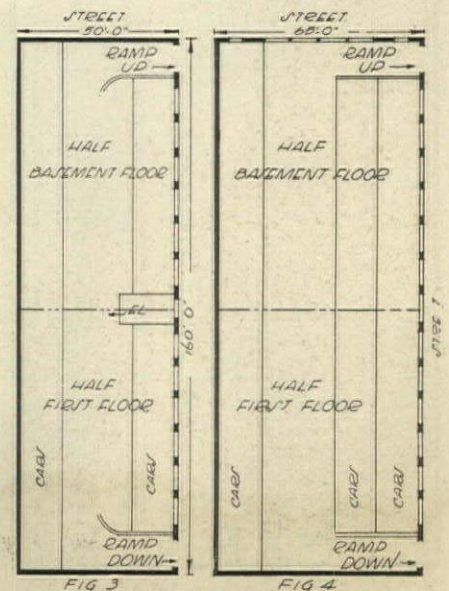 STREET
50'-0"
RAMP
UP
HALF
BASEMENT FLOOR
EL
160'-0"
HALF
FIRST FLOOR
CARS
CARS
RAMP
DOWN
FIG 3
STREET
65'-0"
RAMP
UP
HALF
BASEMENT FLOOR
STREET
HALF
FIRST FLOOR
CARS
CARS
CARS
RAMP
DOWN
FIG 4